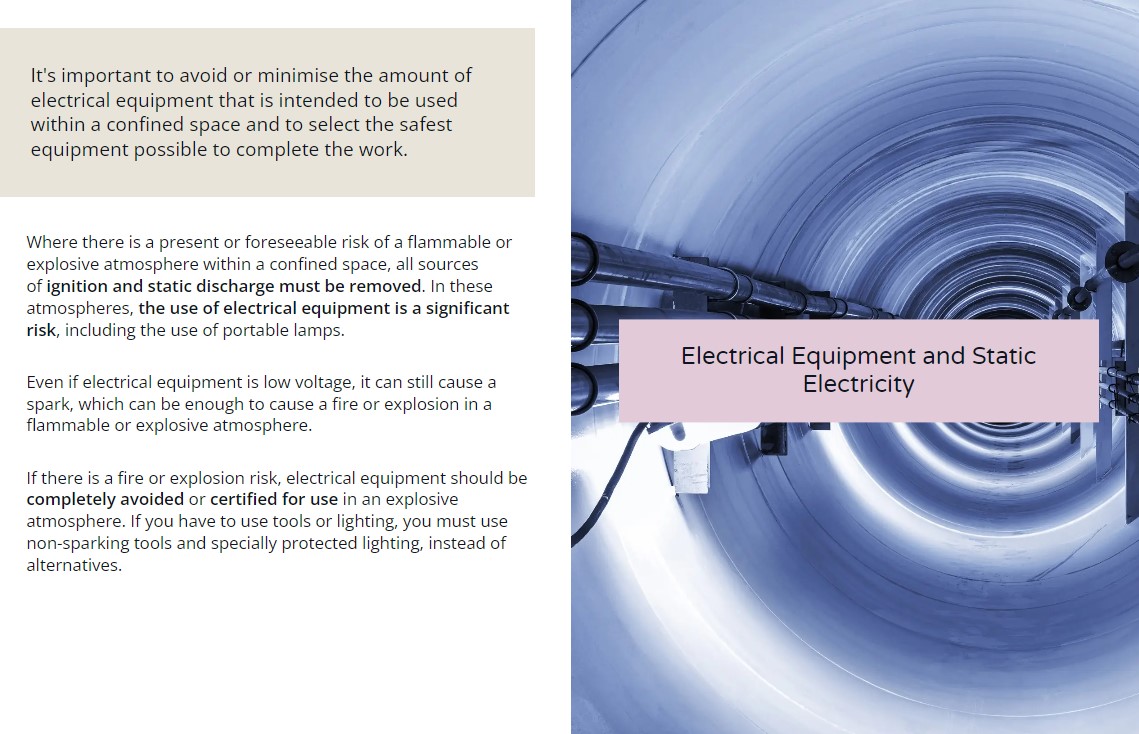 It's important to avoid or minimise the amount of
electrical equipment that is intended to be used
within a confined space and to select the safest
equipment possible to complete the work.
Where there is a present or foreseeable risk of a flammable or
explosive atmosphere within a confined space, all sources
of ignition and static discharge must be removed. In these
atmospheres, the use of electrical equipment is a significant
risk, including the use of portable lamps.
Even if electrical equipment is low voltage, it can still cause a
spark, which can be enough to cause a fire or explosion in a
flammable or explosive atmosphere.
If there is a fire or explosion risk, electrical equipment should be
completely avoided or certified for use in an explosive
atmosphere. If you have to use tools or lighting, you must use
non-sparking tools and specially protected lighting, instead of
alternatives.
Electrical Equipment and Static
Electricity